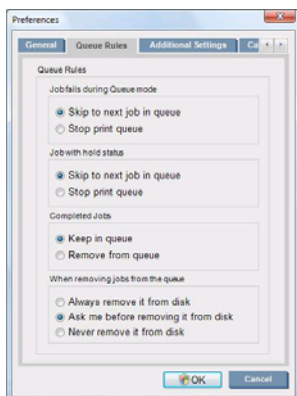 Preferences
General Queue Rules Additional Settings Ca
Queue Rules
Job fails during Queue mode
Skip to next job in queue
Stop print queue
Job with hold status
Skip to next job in queue
Stop print queue
Completed Jobs
Keep in queue
Remove from queue
When removing jobs from the queue
Always remove it from disk
Ask me before removing it from disk
Never remove it from disk
OK Cancel